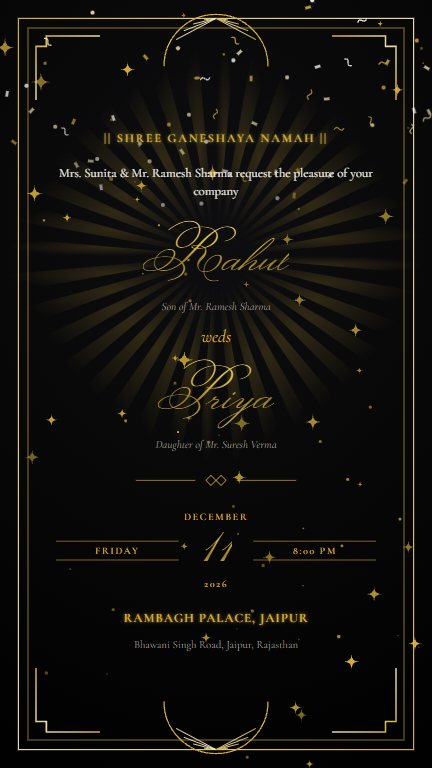 || SHREE GANESHAYA NAMAH ||
Mrs. Sunita & Mr. Ramesh Sharma request the pleasure of your
company
Rahul
Son of Mr. Ramesh Sharma
weds
Priya
Daughter of Mr. Suresh Verma
DECEMBER
FRIDAY 11 8:00 PM
2026
RAMBAGH PALACE, JAIPUR
Bhawani Singh Road, Jaipur, Rajasthan